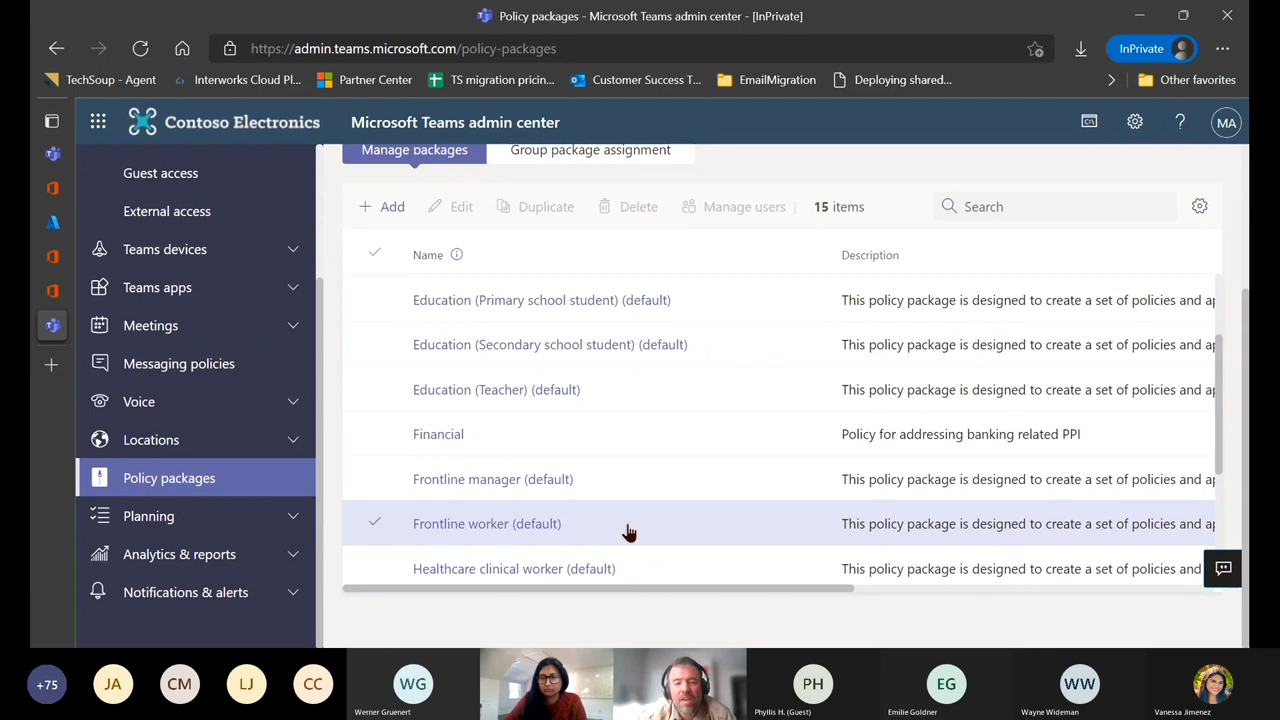 Policy packages - Microsoft Teams admin center - [InPrivate]
https://admin.teams.microsoft.com/policy-packages
InPrivate
TechSoup - Agent
Interworks Cloud Pl...
Partner Center
TS migration pricin...
Customer Success T...
EmailMigration
Deploying shared...
Other favorites
Contoso Electronics
Microsoft Teams admin center
MA
Guest access
External access
Teams devices
Teams apps
Meetings
Messaging policies
Voice
Locations
Policy packages
Planning
Analytics & reports
Notifications & alerts
Manage packages
Group package assignment
+ Add
Edit
Duplicate
Delete
Manage users
15 items
Search
Name
Description
Education (Primary school student) (default)
This policy package is designed to create a set of policies and ap
Education (Secondary school student) (default)
This policy package is designed to create a set of policies and ap
Education (Teacher) (default)
This policy package is designed to create a set of policies and ap
Financial
Policy for addressing banking related PPI
Frontline manager (default)
This policy package is designed to create a set of policies and ap
Frontline worker (default)
This policy package is designed to create a set of policies and ap
Healthcare clinical worker (default)
This policy package is designed to create a set of policies and
+75
JA
CM
LJ
CC
WG
Werner Gruenert
PH
Phyllis H. (Guest)
EG
Emilie Goldner
WW
Wayne Wideman
Vanessa Jimenez